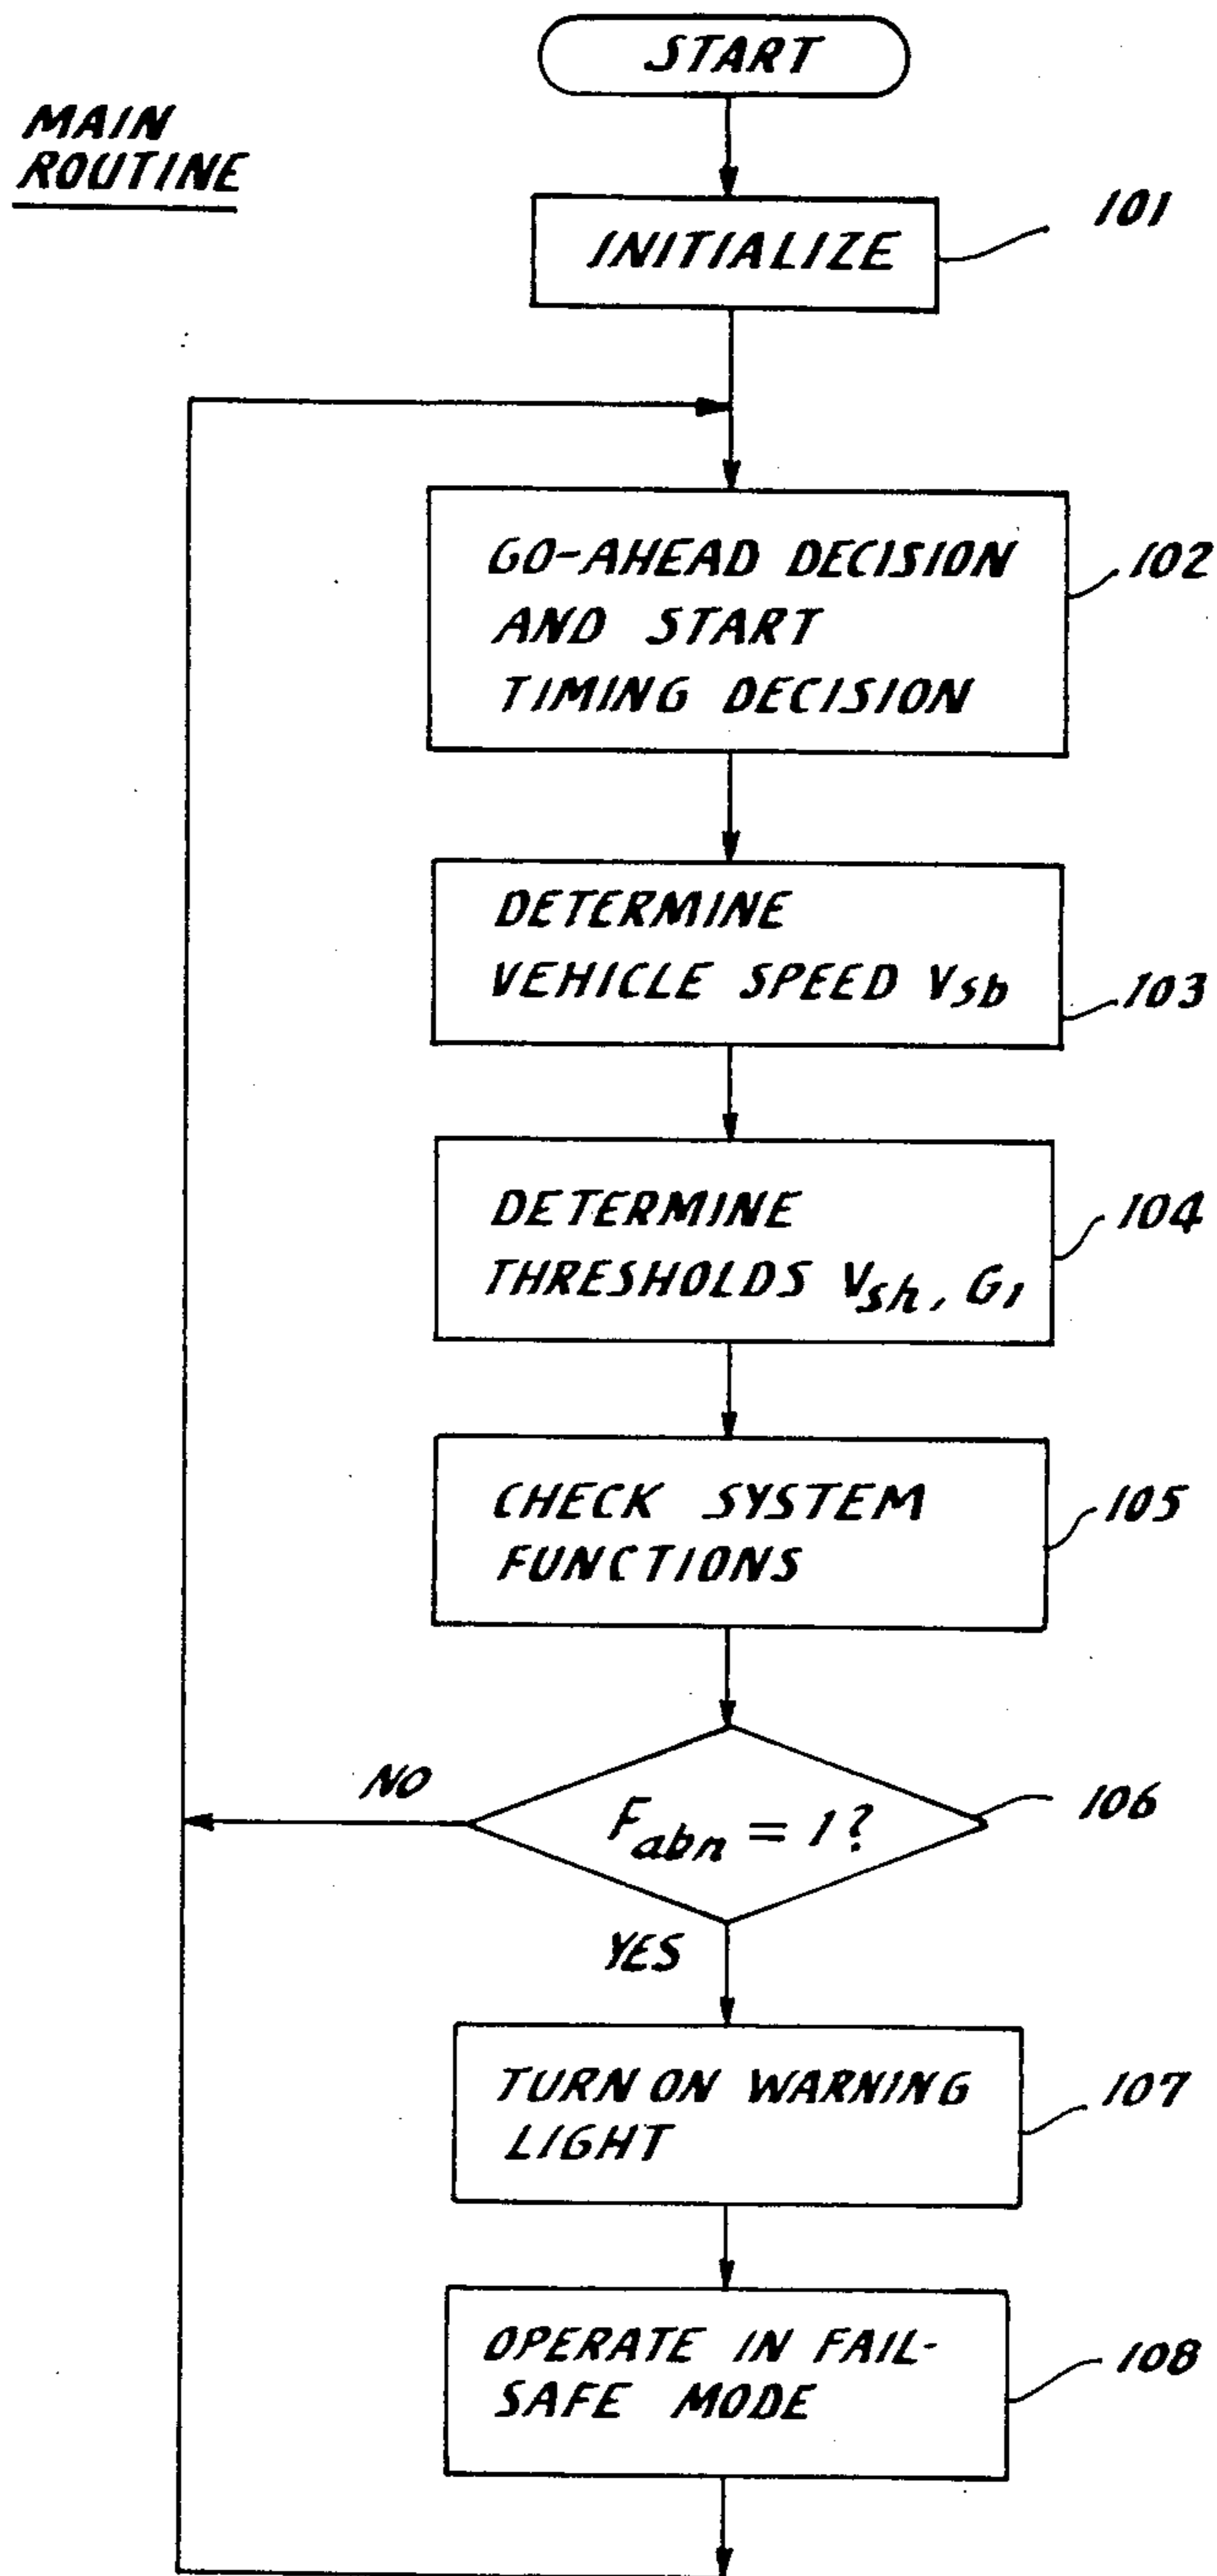 START
MAIN
ROUTINE
INITIALIZE
101
GO-AHEAD DECISION
AND START
TIMING DECISION
102
DETERMINE
VEHICLE SPEED Vsb
103
DETERMINE
THRESHOLDS Vsh, G1
104
CHECK SYSTEM
FUNCTIONS
105
NO
Fabn = 1?
106
YES
TURN ON WARNING
LIGHT
107
OPERATE IN FAIL-
SAFE MODE
108